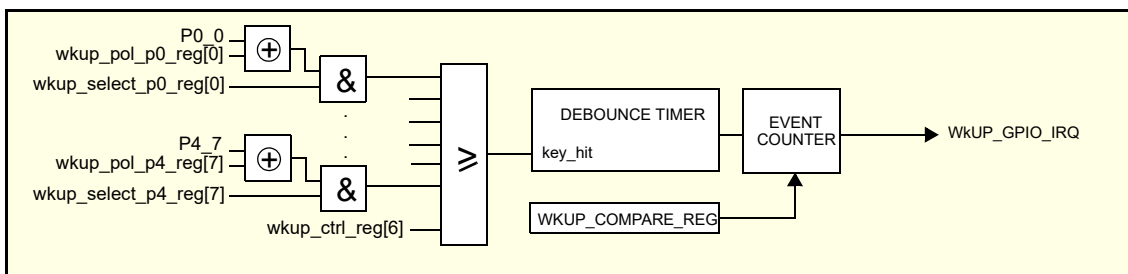 P0_0
wkup_pol_p0_reg[0]
wkup_select_p0_reg[0]
&
P4_7
wkup_pol_p4_reg[7]
wkup_select_p4_reg[7]
&
wkup_ctrl_reg[6]
≥
DEBOUNCE TIMER
key_hit
WKUP_COMPARE_REG
EVENT
COUNTER
WkUP_GPIO_IRQ